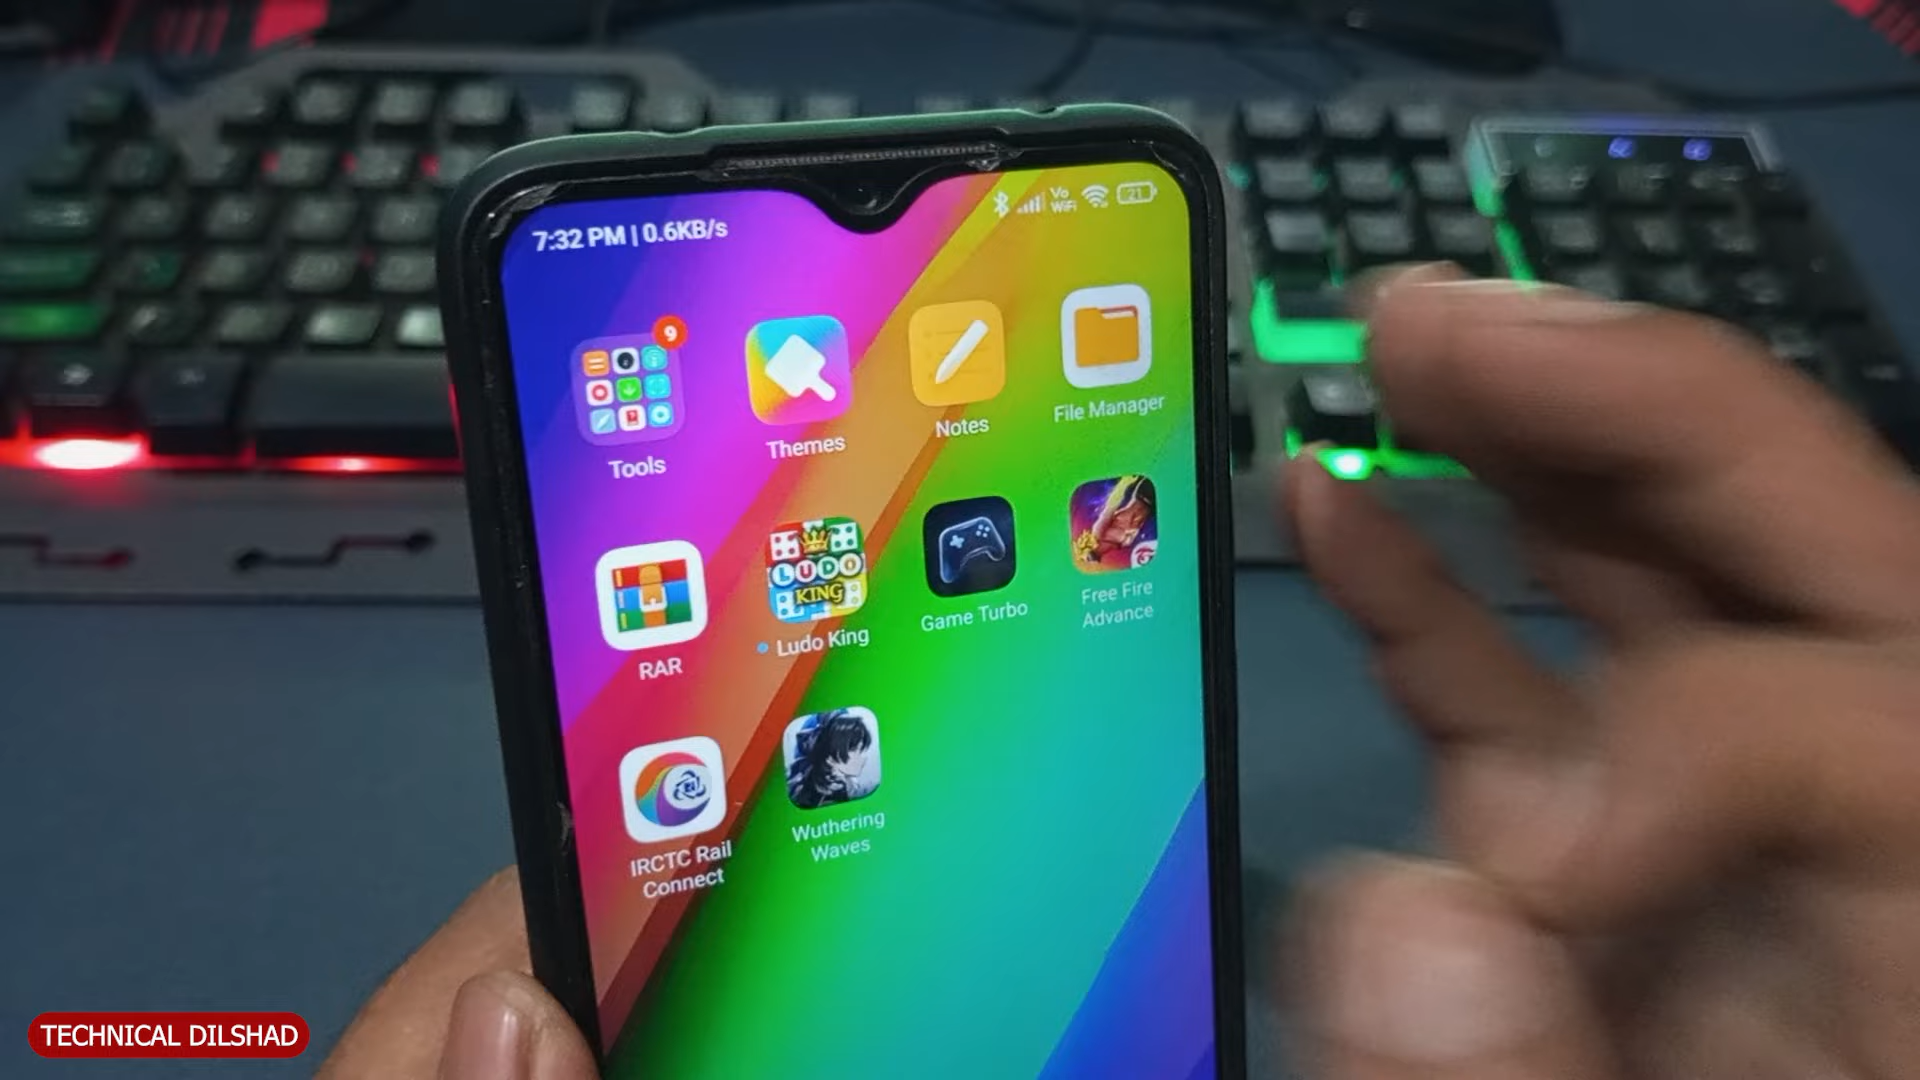 7:32 PM | 0.6KB/s
Vo
WiFi
21
9
Tools
Themes
Notes
File Manager
LUDO
KING
RAR
Ludo King
Game Turbo
Free Fire
Advance
IRCTC Rail
Connect
Wuthering
Waves
TECHNICAL DILSHAD